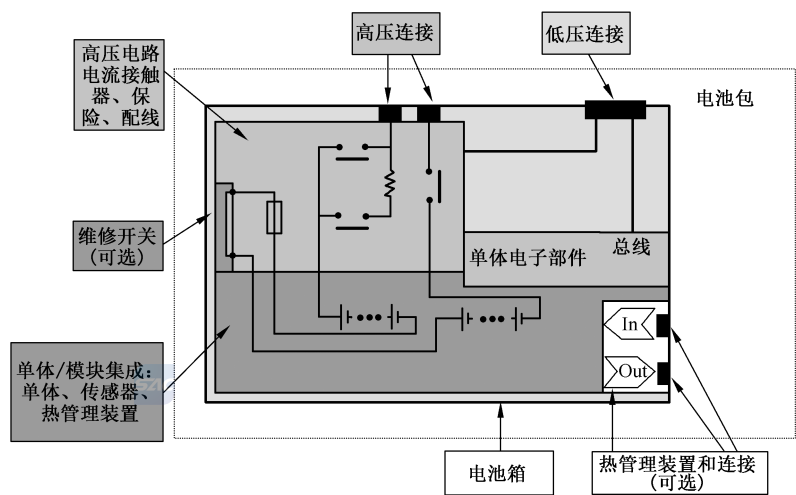 高压连接
低压连接
高压电路
电流接触
器、保
险、配线
电池包
维修开关
(可选)
单体电子部件
总线
In
Out
单体/模块集成：
单体、传感器、
热管理装置
电池箱
热管理装置和连接
(可选)